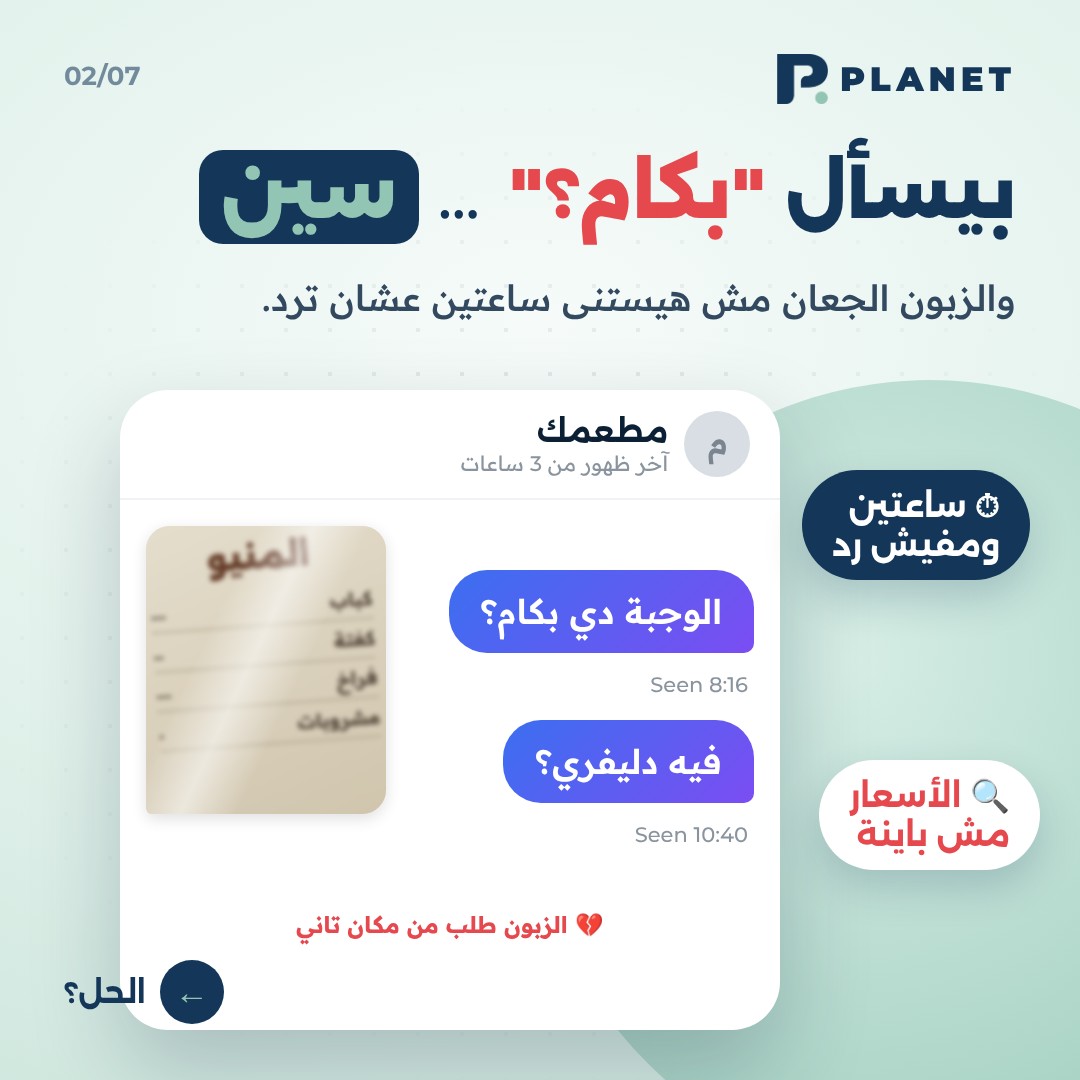 02/07
PLANET
بيسأل "بكام؟" ... سين
والزبون الجعان مش هيستنى ساعتين عشان ترد.
م
مطعمك
آخر ظهور من 3 ساعات
⏱ ساعتين
ومفيش رد
المنيو
كباب
كفتة
فراخ
مشروبات
الوجبة دي بكام؟
Seen 8:16
فيه دليفري؟
Seen 10:40
🔍 الأسعار
مش باينة
💔 الزبون طلب من مكان تاني
← الحل؟